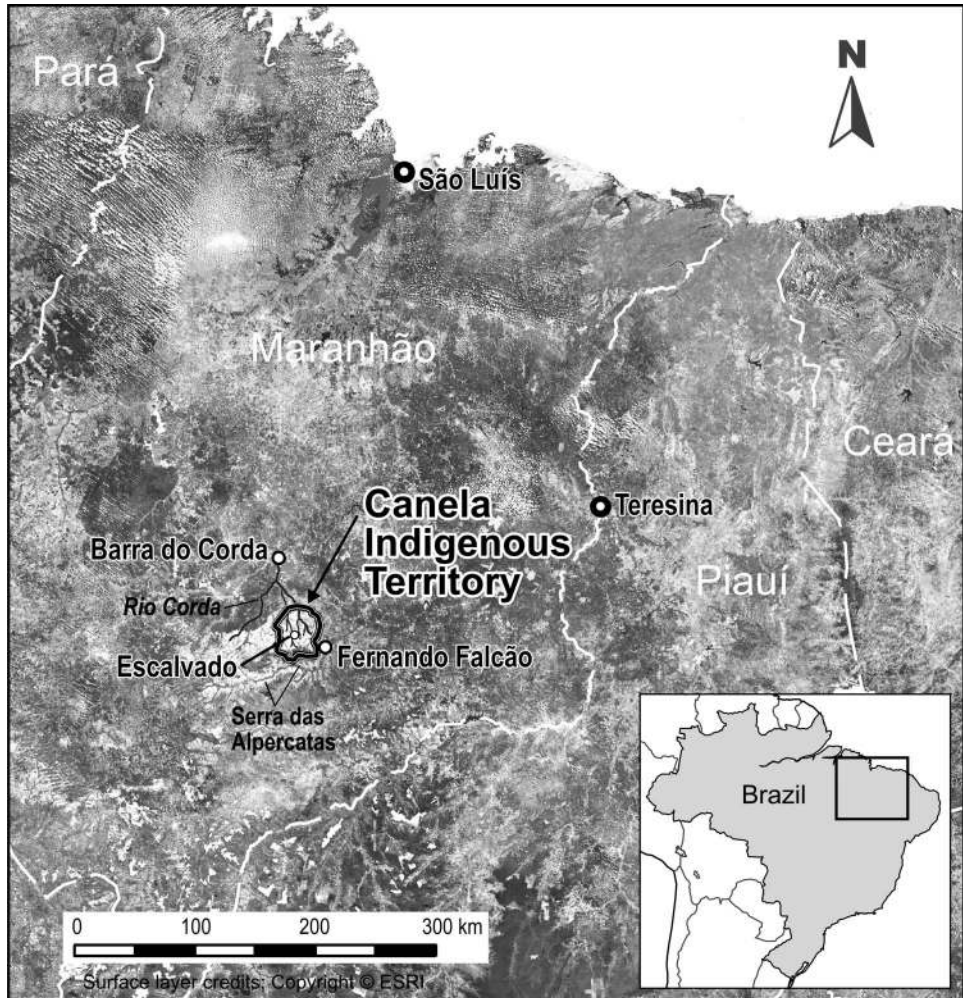 Pará
N
São Luís
Maranhão
Ceará
Canela
Indigenous
Territory
Teresina
Barra do Corda
Piauí
Rio Corda
Escalvado
Fernando Falcão
Serra das
Alpercatas
Brazil
0 100 200 300 km
Surface layer credits: Copyright © ESRI